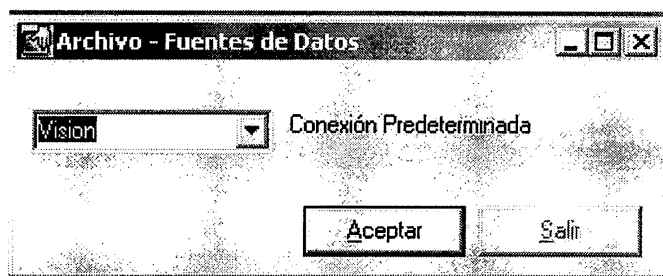 Archivo - Fuentes de Datos
Vision Conexión Predeterminada
Aceptar Salir